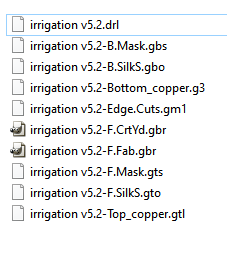 irrigation v5.2.drl
irrigation v5.2-B.Mask.gbs
irrigation v5.2-B.SilkS.gbo
irrigation v5.2-Bottom_copper.g3
irrigation v5.2-Edge.Cuts.gm1
irrigation v5.2-F.CrtYd.gbr
irrigation v5.2-F.Fab.gbr
irrigation v5.2-F.Mask.gts
irrigation v5.2-F.SilkS.gto
irrigation v5.2-Top_copper.gtl